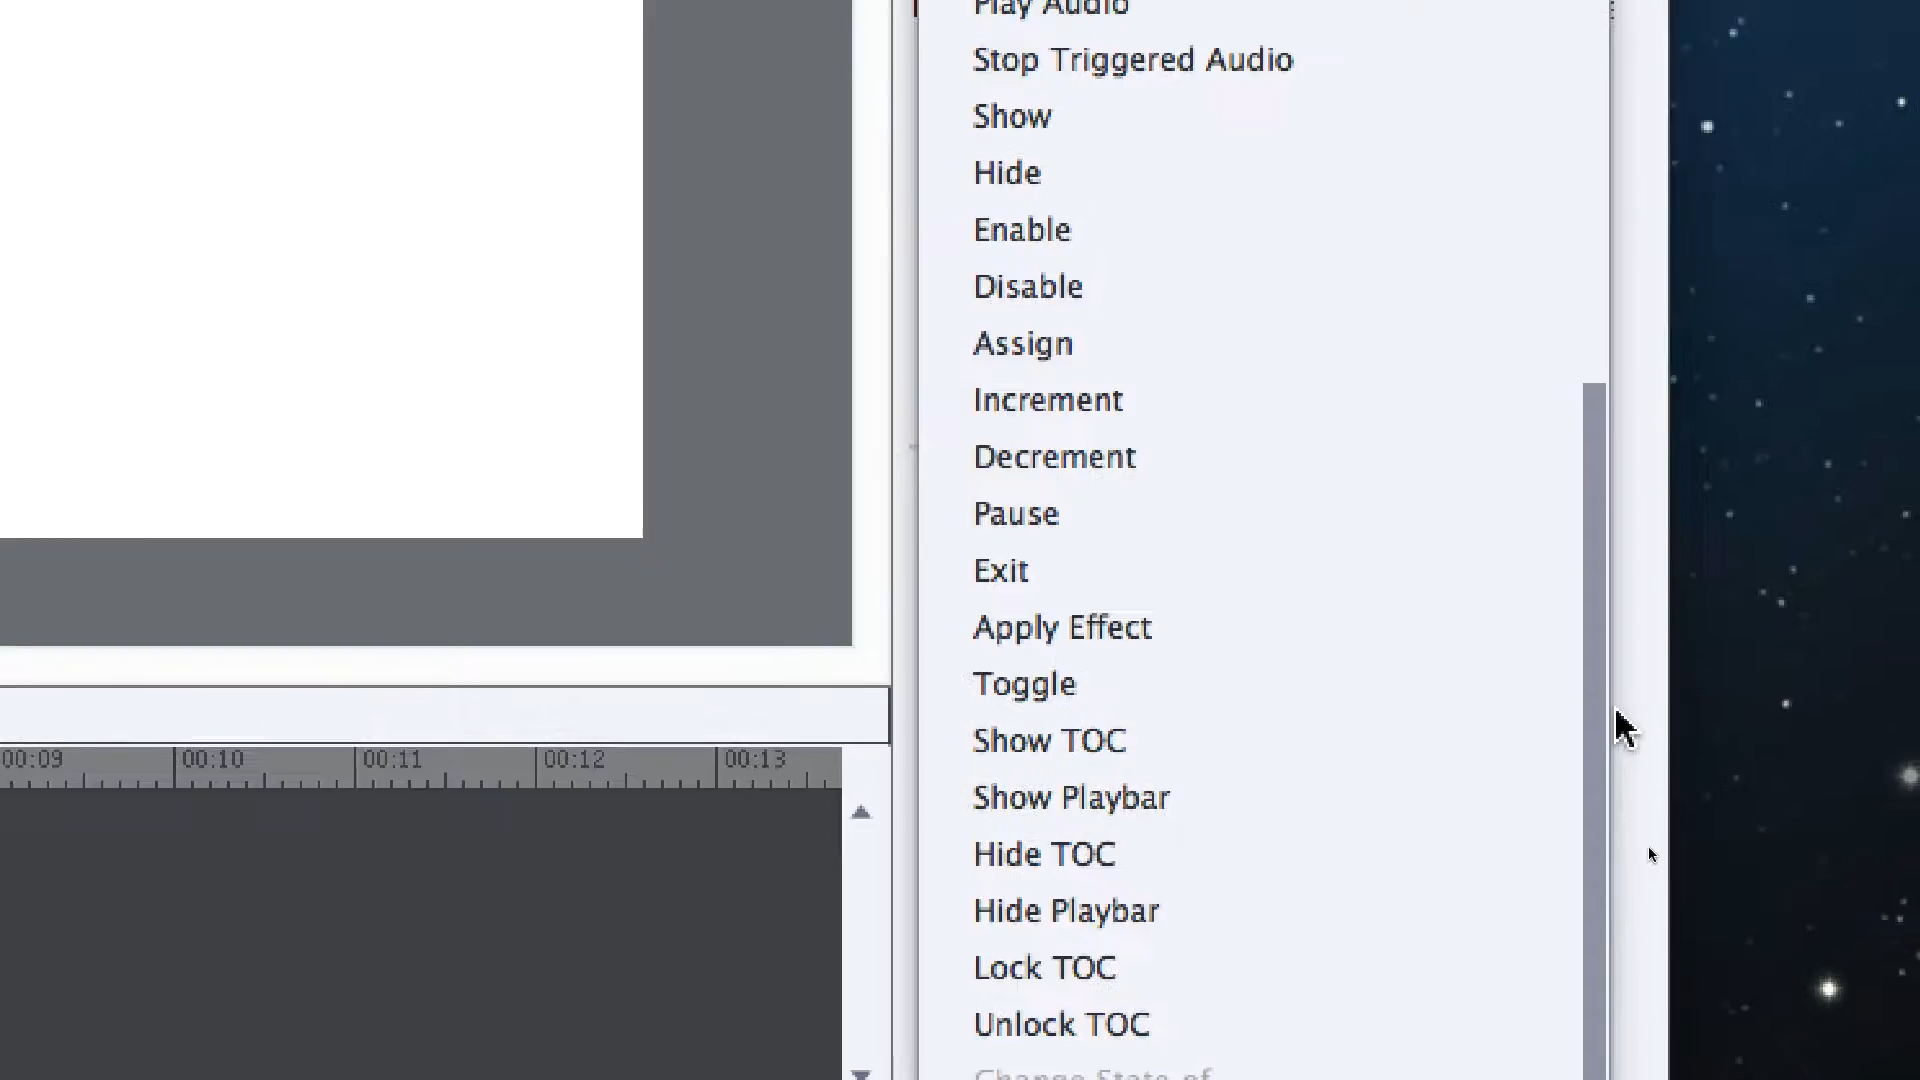 Play Audio
Stop Triggered Audio
Show
Hide
Enable
Disable
Assign
Increment
Decrement
Pause
Exit
Apply Effect
Toggle
Show TOC
Show Playbar
Hide TOC
Hide Playbar
Lock TOC
Unlock TOC
Change State of
00:09 00:10 00:11 00:12 00:13